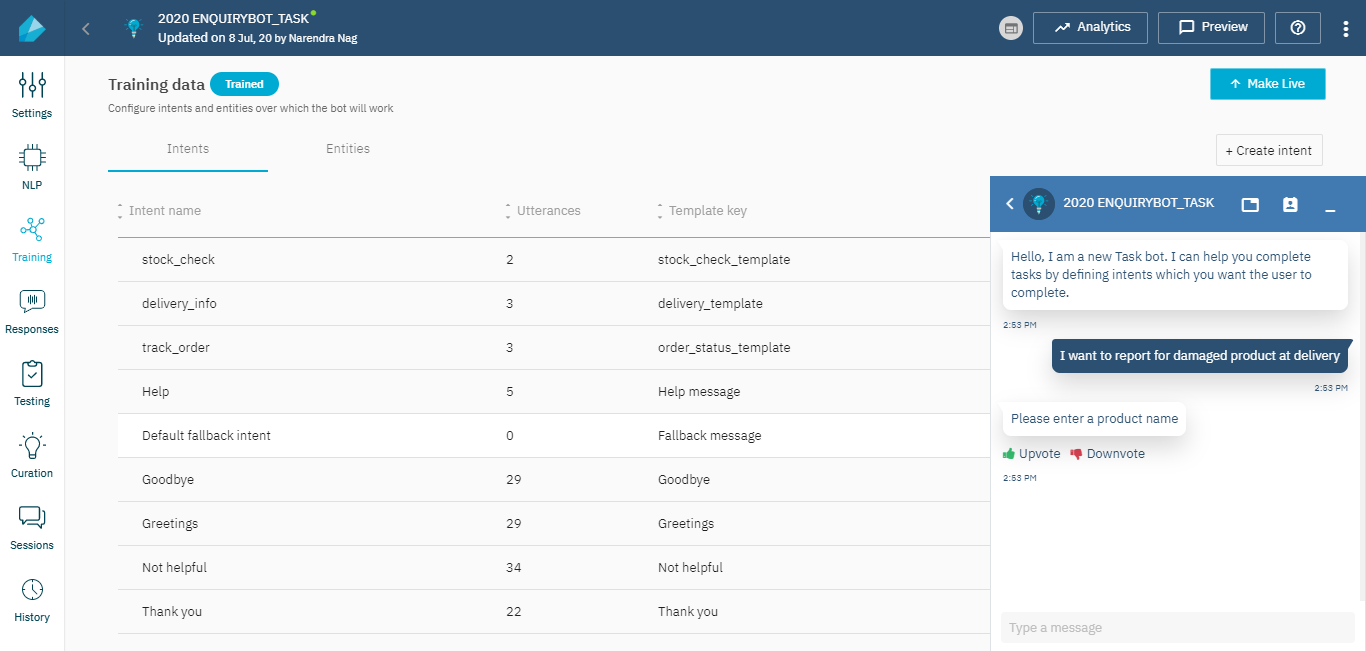 2020 ENQUIRYBOT_TASK
Updated on 8 Jul, 20 by Narendra Nag
Analytics
Preview
Settings
NLP
Training
Responses
Testing
Curation
Sessions
History
Training data Trained
Make Live
Configure intents and entities over which the bot will work
Intents Entities
+ Create intent
Intent name Utterances Template key
stock_check 2 stock_check_template
delivery_info 3 delivery_template
track_order 3 order_status_template
Help 5 Help message
Default fallback intent 0 Fallback message
Goodbye 29 Goodbye
Greetings 29 Greetings
Not helpful 34 Not helpful
Thank you 22 Thank you
2020 ENQUIRYBOT_TASK
Hello, I am a new Task bot. I can help you complete
tasks by defining intents which you want the user to
complete.
2:53 PM
I want to report for damaged product at delivery
2:53 PM
Please enter a product name
Upvote Downvote
2:53 PM
Type a message